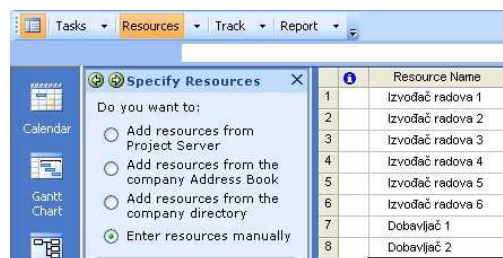 Tasks Resources Track Report
Specify Resources
Do you want to:
Add resources from
Project Server
Add resources from the
company Address Book
Add resources from the
company directory
Enter resources manually
Calendar
Gantt
Chart
Resource Name
1 Izvođač radova 1
2 Izvođač radova 2
3 Izvođač radova 3
4 Izvođač radova 4
5 Izvođač radova 5
6 Izvođač radova 6
7 Dobavljač 1
8 Dobavljač 2